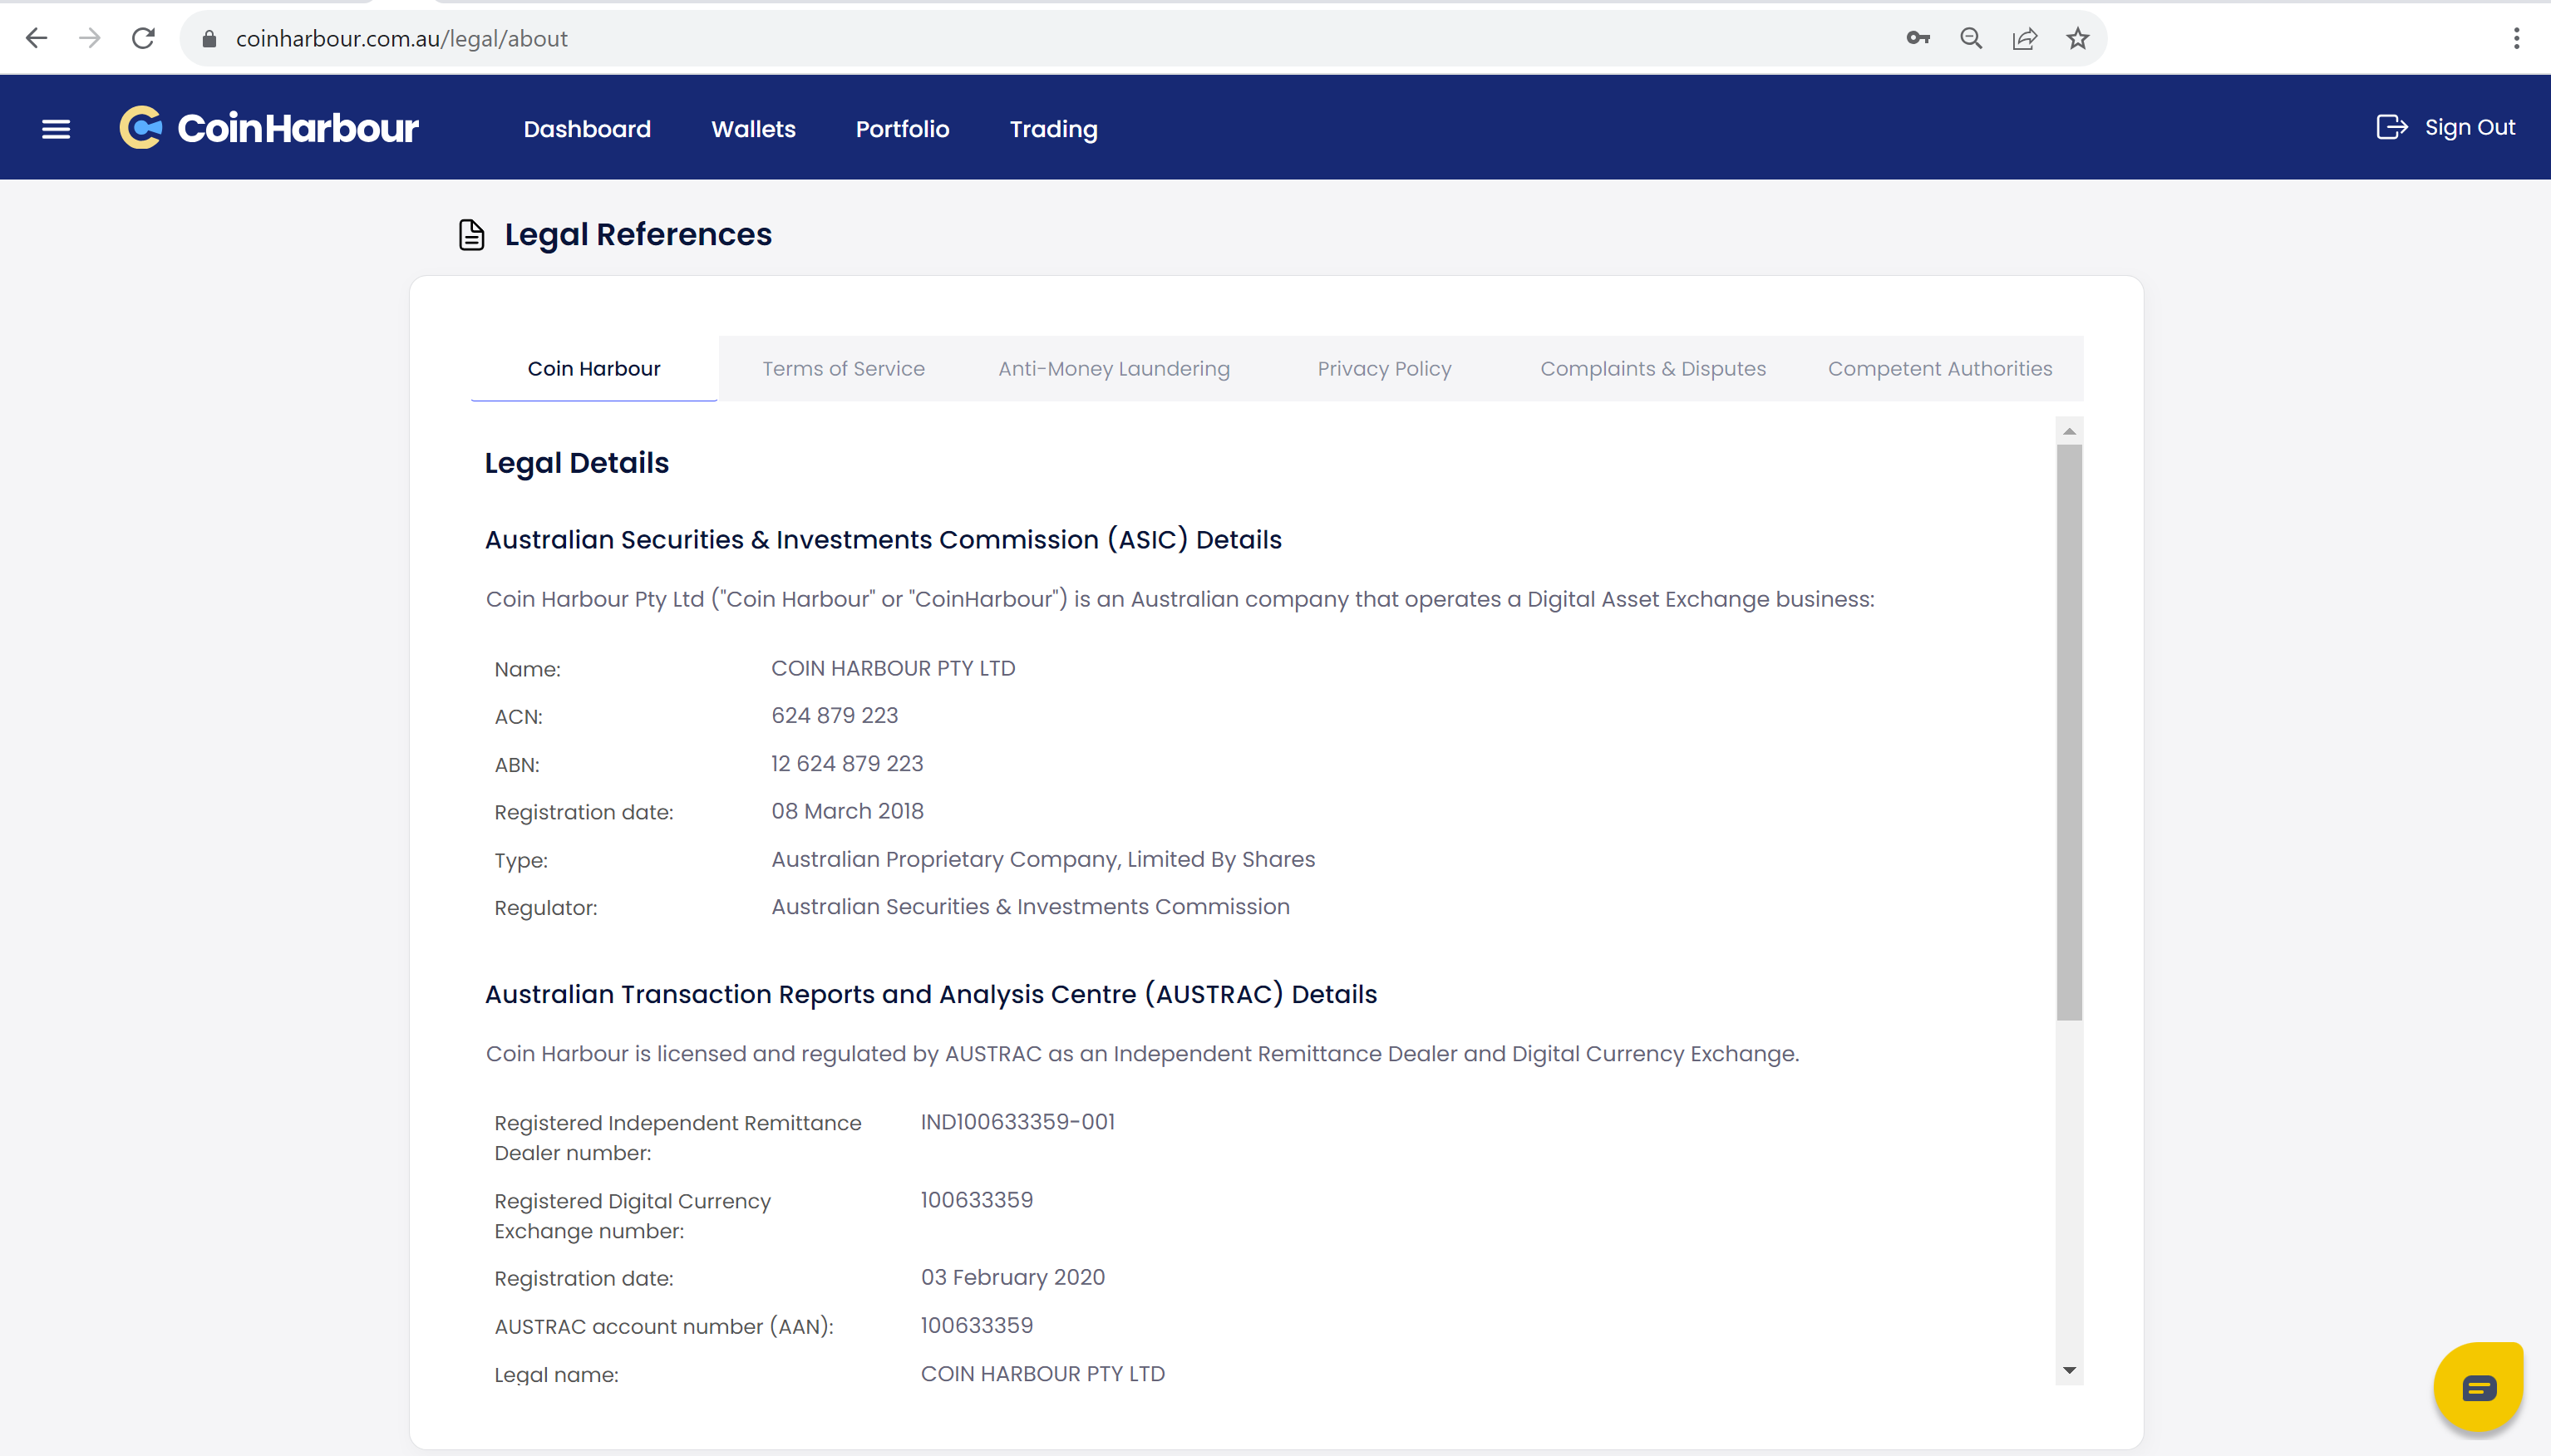 coinharbour.com.au/legal/about
CoinHarbour Dashboard Wallets Portfolio Trading Sign Out
Legal References
Coin Harbour Terms of Service Anti-Money Laundering Privacy Policy Complaints & Disputes Competent Authorities
Legal Details
Australian Securities & Investments Commission (ASIC) Details
Coin Harbour Pty Ltd ("Coin Harbour" or "CoinHarbour") is an Australian company that operates a Digital Asset Exchange business:
Name: COIN HARBOUR PTY LTD
ACN: 624 879 223
ABN: 12 624 879 223
Registration date: 08 March 2018
Type: Australian Proprietary Company, Limited By Shares
Regulator: Australian Securities & Investments Commission
Australian Transaction Reports and Analysis Centre (AUSTRAC) Details
Coin Harbour is licensed and regulated by AUSTRAC as an Independent Remittance Dealer and Digital Currency Exchange.
Registered Independent Remittance IND100633359-001
Dealer number:
Registered Digital Currency 100633359
Exchange number:
Registration date: 03 February 2020
AUSTRAC account number (AAN): 100633359
Legal name: COIN HARBOUR PTY LTD